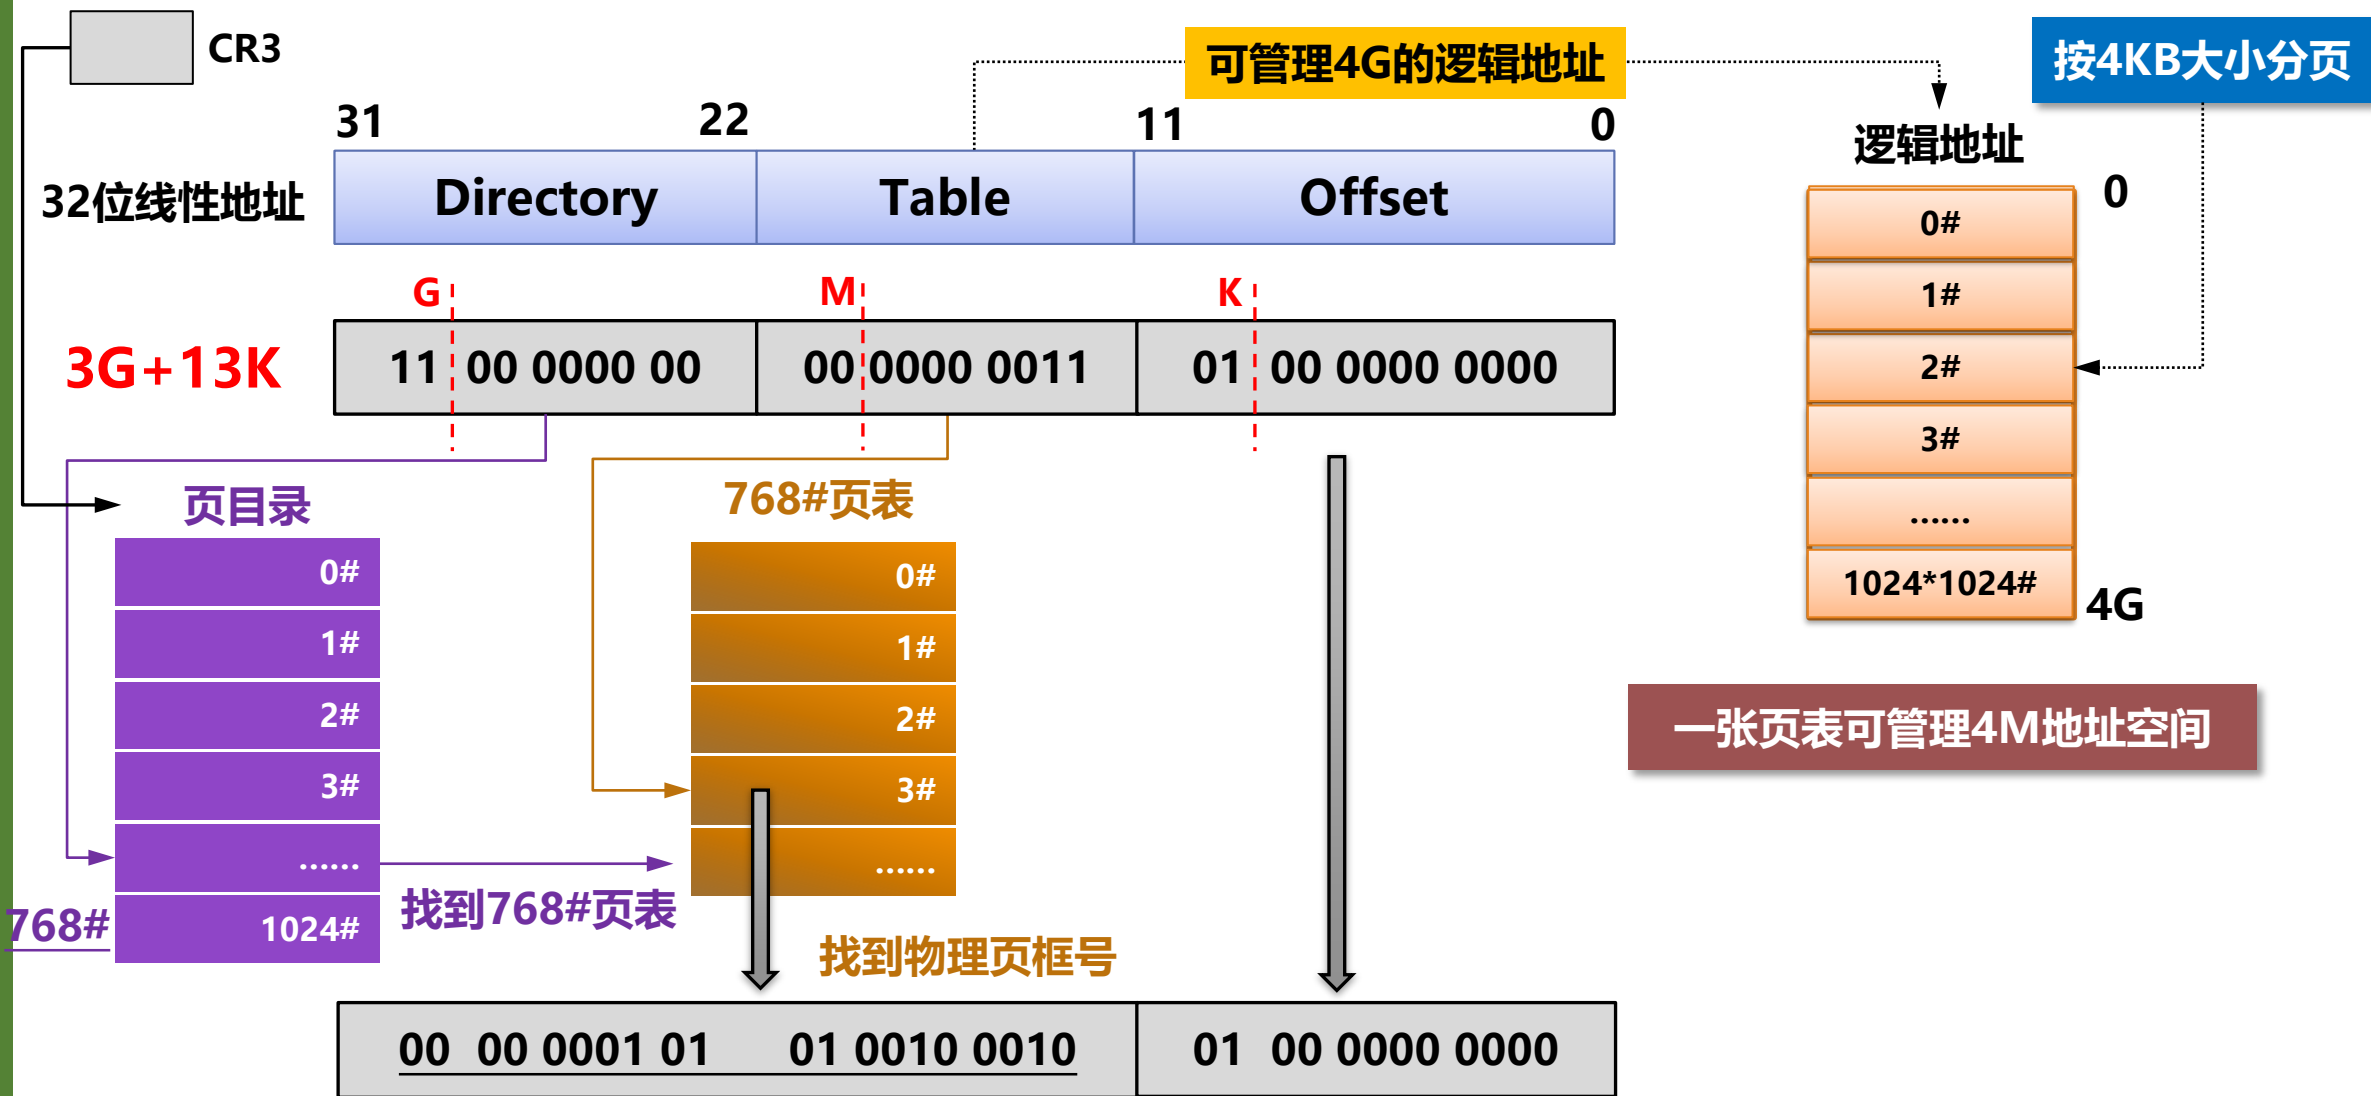 CR3
可管理4G的逻辑地址
按4KB大小分页
31 22 11 0
32位线性地址
Directory Table Offset
逻辑地址
0
0#
1#
2#
3#
......
1024*1024#
4G
G M K
3G+13K
11 00 0000 00 00 0000 0011 01 00 0000 0000
一张页表可管理4M地址空间
页目录
0#
1#
2#
3#
......
768#
1024#
找到768#页表
768#页表
0#
1#
2#
3#
......
找到物理页框号
00 00 0001 01 01 0010 0010 01 00 0000 0000